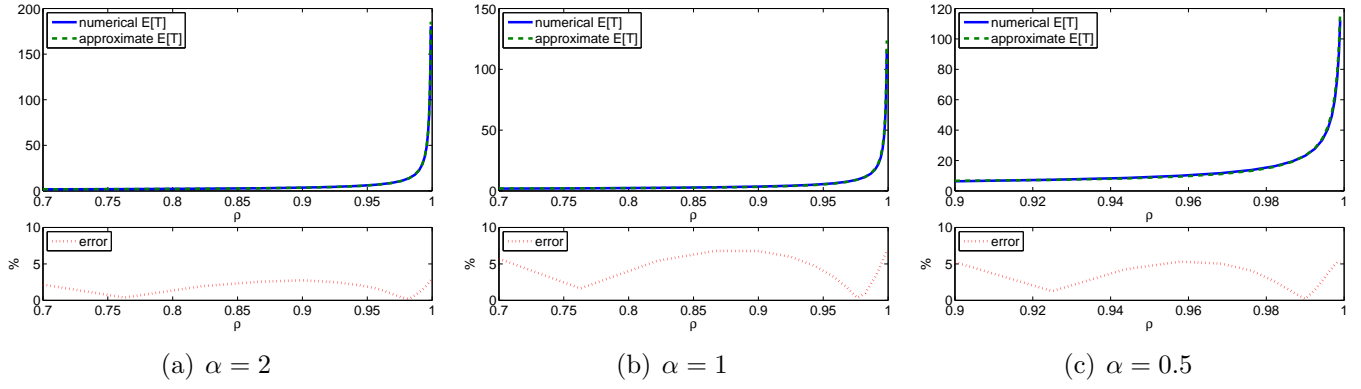 200
150
100
50
0
numerical E[T]
approximate E[T]
0.7 0.75 0.8 0.85 0.9 0.95 1
ρ
10
5
0
%
error
0.7 0.75 0.8 0.85 0.9 0.95 1
ρ
(a) α = 2
150
100
50
0
numerical E[T]
approximate E[T]
0.7 0.75 0.8 0.85 0.9 0.95 1
ρ
10
5
0
%
error
0.7 0.75 0.8 0.85 0.9 0.95 1
ρ
(b) α = 1
120
100
80
60
40
20
0
numerical E[T]
approximate E[T]
0.9 0.92 0.94 0.96 0.98 1
ρ
10
5
0
%
error
0.9 0.92 0.94 0.96 0.98 1
ρ
(c) α = 0.5